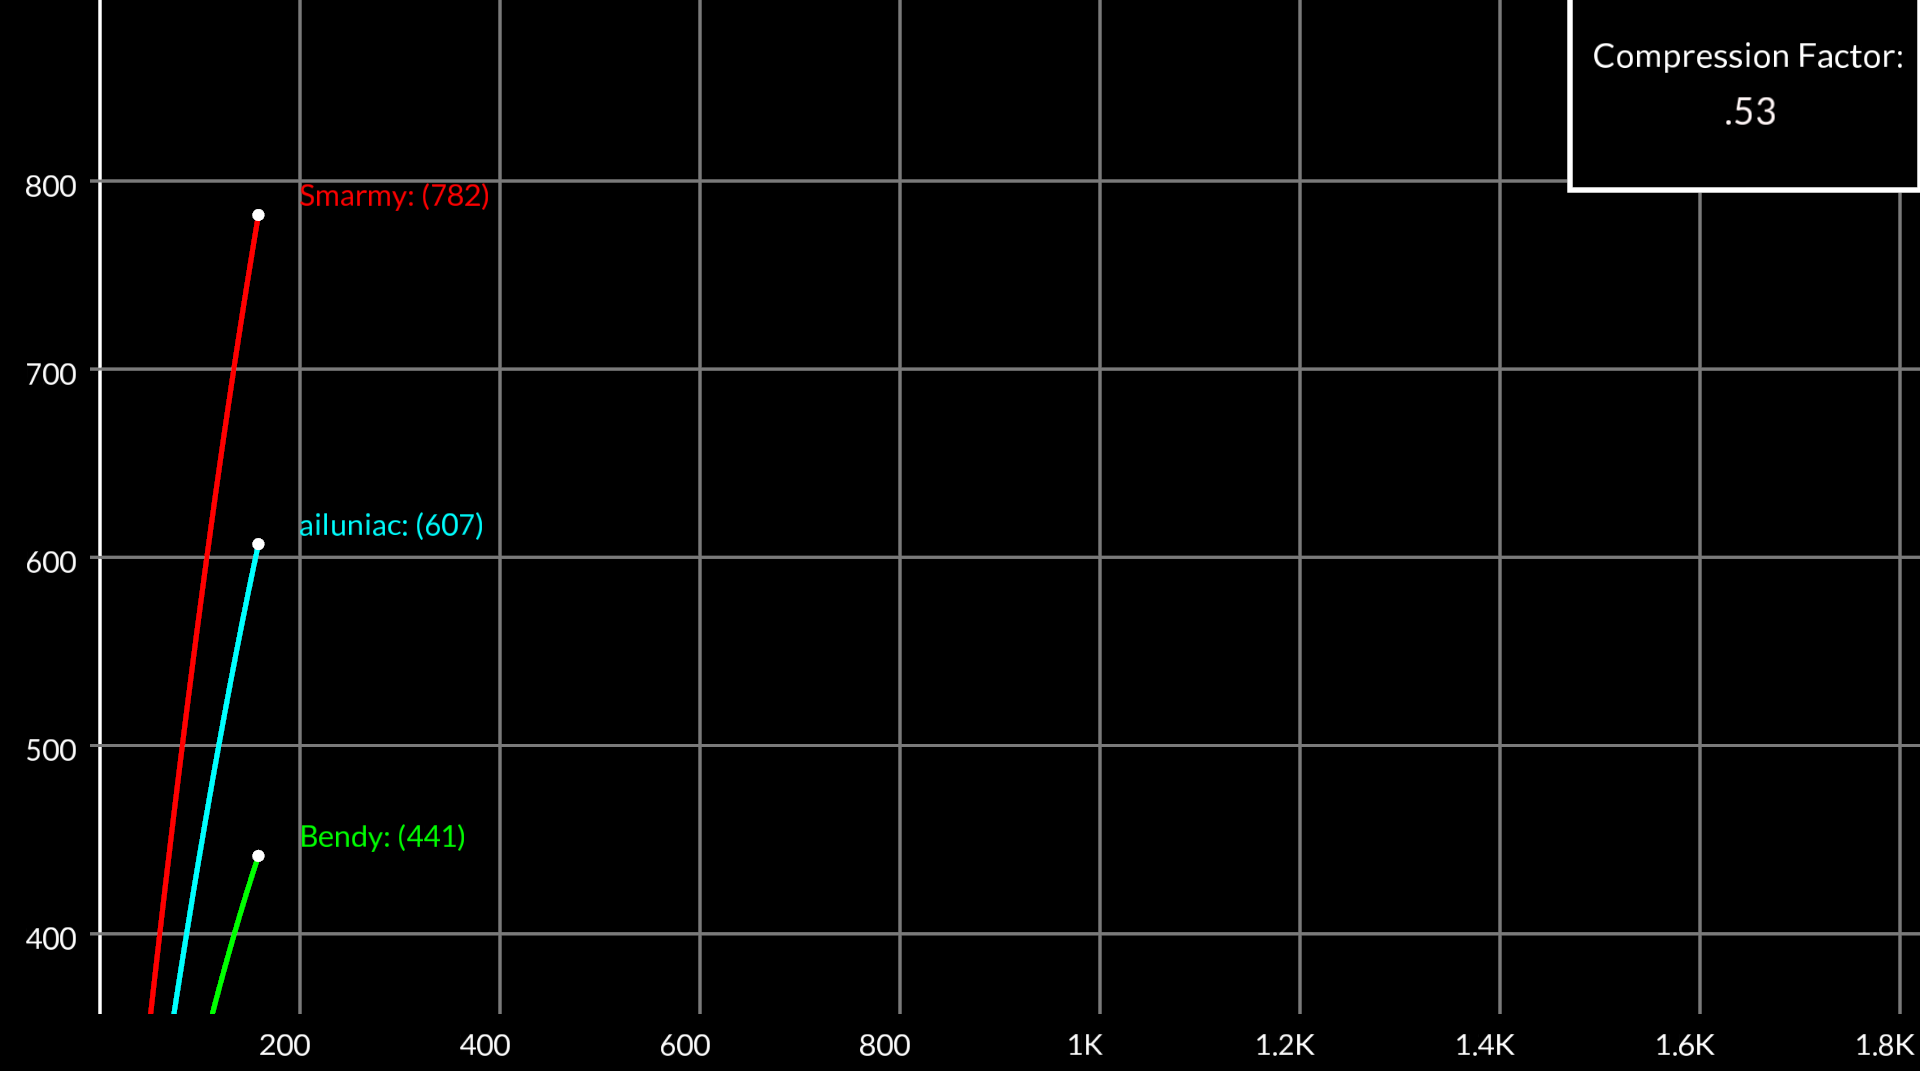 Compression Factor:
.53
800
Smarmy: (782)
700
600
ailuniac: (607)
500
Bendy: (441)
400
200 400 600 800 1K 1.2K 1.4K 1.6K 1.8K